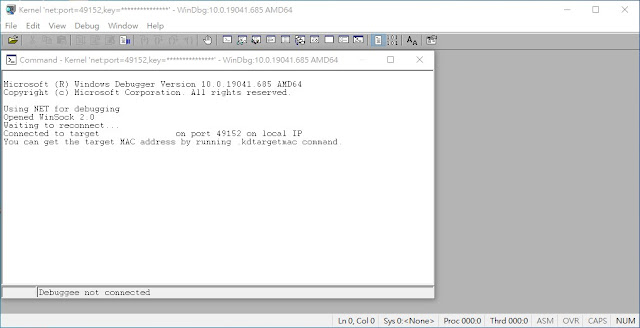 Kernel 'net:port=49152,key=***************' - WinDbg:10.0.19041.685 AMD64
File Edit View Debug Window Help
Command - Kernel 'net:port=49152,key=***************' - WinDbg:10.0.19041.685 AMD64
Microsoft (R) Windows Debugger Version 10.0.19041.685 AMD64
Copyright (c) Microsoft Corporation. All rights reserved.
Using NET for debugging
Opened WinSock 2.0
Waiting to reconnect...
Connected to target on port 49152 on local IP
You can get the target MAC address by running .kdtargetmac command.
Debuggee not connected
Ln 0, Col 0 Sys 0:<None> Proc 000:0 Thrd 000:0 ASM OVR CAPS NUM